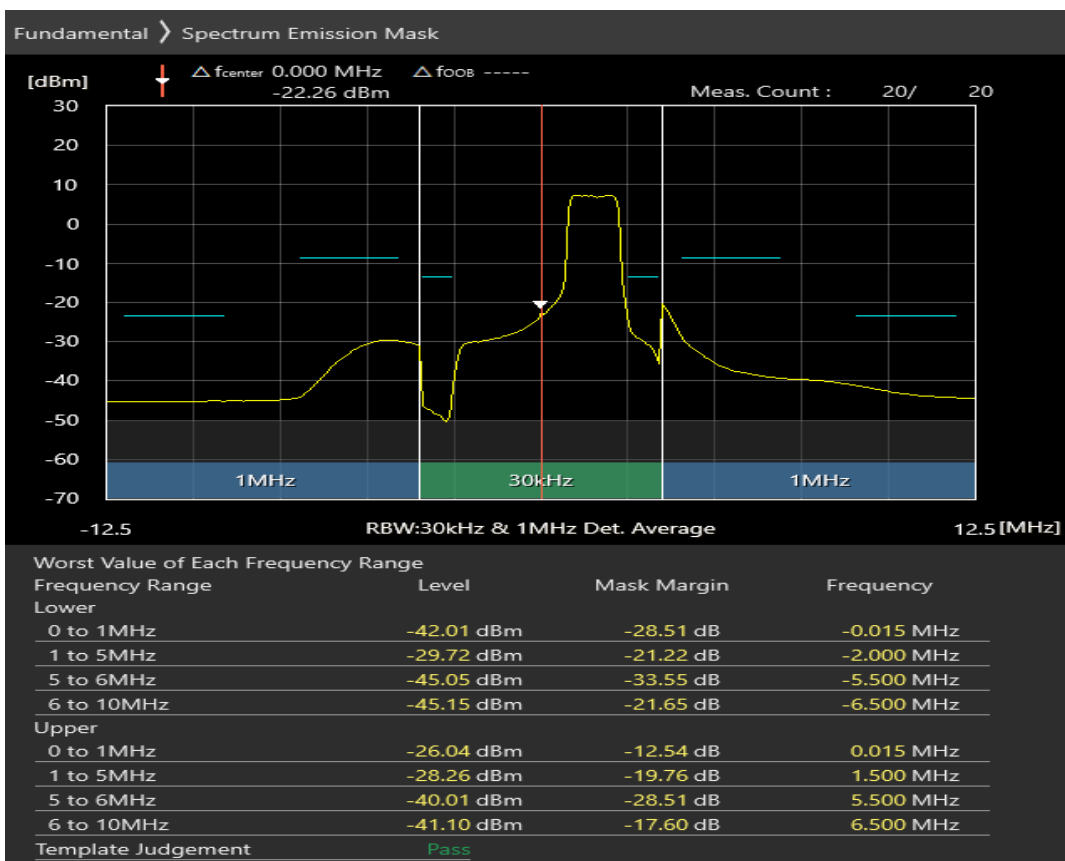 Fundamental ❯ Spectrum Emission Mask
[dBm] △ fcenter 0.000 MHz △ fOOB -----
-22.26 dBm Meas. Count : 20/ 20
30
20
10
0
-10
-20
-30
-40
-50
-60
1MHz 30kHz 1MHz
-70
-12.5 RBW:30kHz & 1MHz Det. Average 12.5 [MHz]
Worst Value of Each Frequency Range
Frequency Range Level Mask Margin Frequency
Lower
0 to 1MHz -42.01 dBm -28.51 dB -0.015 MHz
1 to 5MHz -29.72 dBm -21.22 dB -2.000 MHz
5 to 6MHz -45.05 dBm -33.55 dB -5.500 MHz
6 to 10MHz -45.15 dBm -21.65 dB -6.500 MHz
Upper
0 to 1MHz -26.04 dBm -12.54 dB 0.015 MHz
1 to 5MHz -28.26 dBm -19.76 dB 1.500 MHz
5 to 6MHz -40.01 dBm -28.51 dB 5.500 MHz
6 to 10MHz -41.10 dBm -17.60 dB 6.500 MHz
Template Judgement Pass